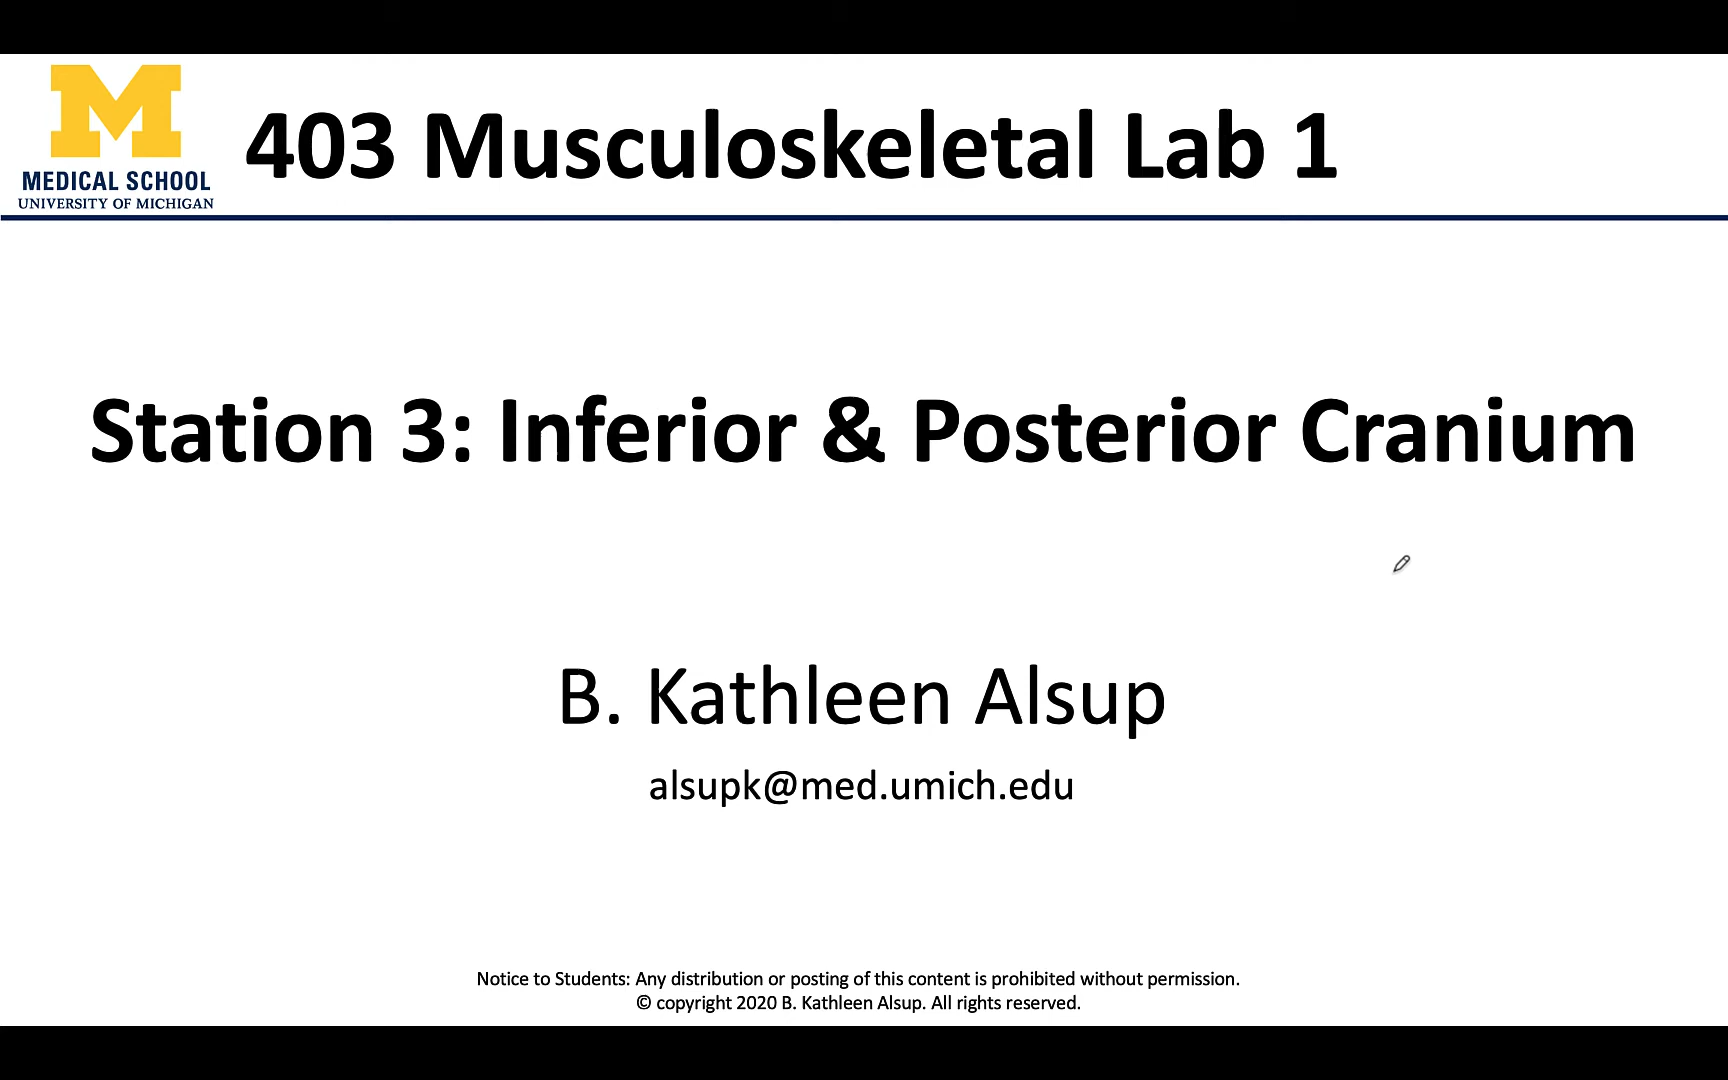 M
MEDICAL SCHOOL
UNIVERSITY OF MICHIGAN
403 Musculoskeletal Lab 1
Station 3: Inferior & Posterior Cranium
B. Kathleen Alsup
alsupk@med.umich.edu
Notice to Students: Any distribution or posting of this content is prohibited without permission.
© copyright 2020 B. Kathleen Alsup. All rights reserved.